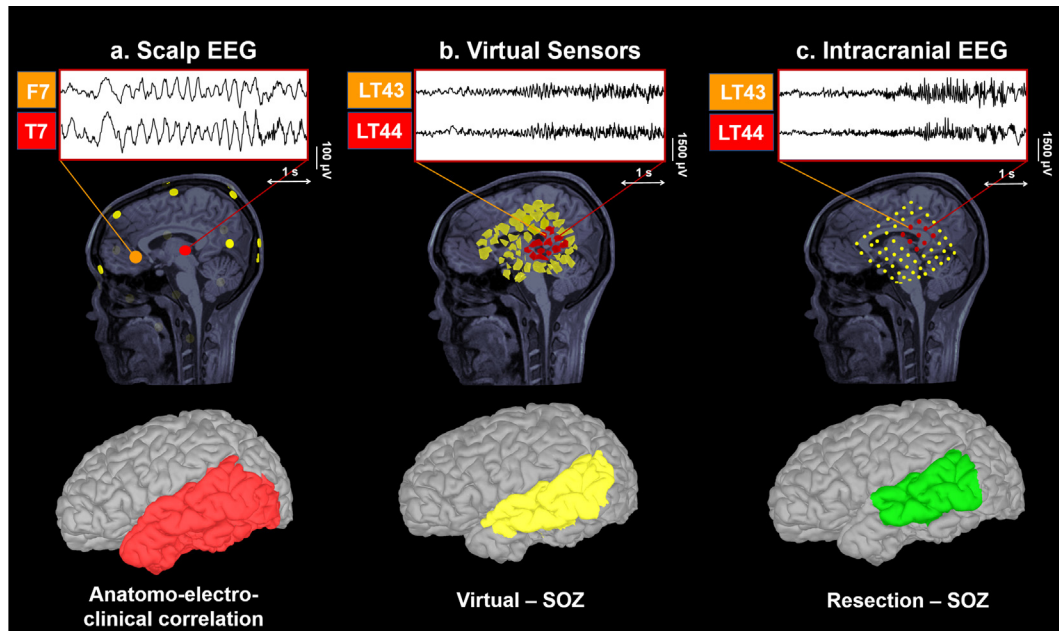 a. Scalp EEG
F7
T7
100 µV
1 s
b. Virtual Sensors
LT43
LT44
1500 µV
1 s
c. Intracranial EEG
LT43
LT44
1500 µV
1 s
Anatomo-electro-
clinical correlation
Virtual – SOZ
Resection – SOZ